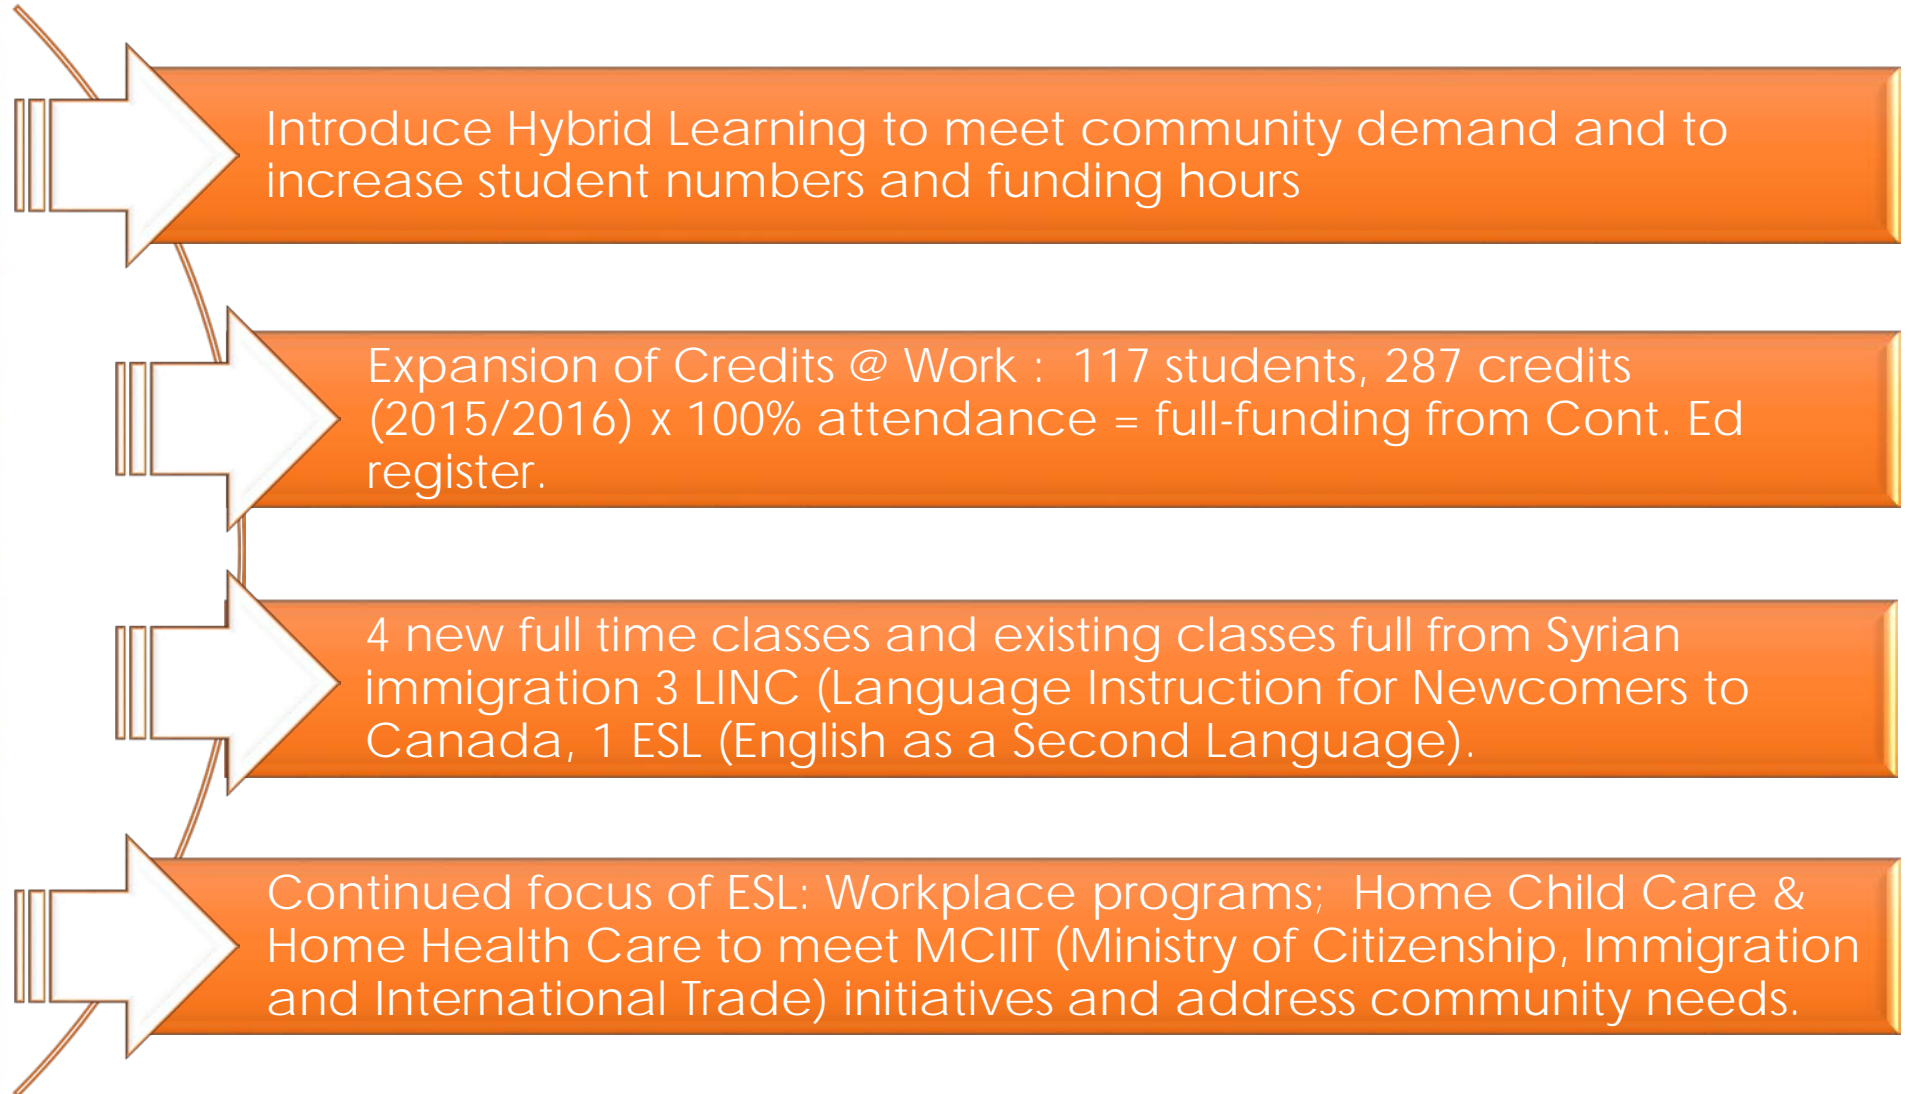 Introduce Hybrid Learning to meet community demand and to
increase student numbers and funding hours
Expansion of Credits @ Work :  117 students, 287 credits
(2015/2016) x 100% attendance = full-funding from Cont. Ed
register.
4 new full time classes and existing classes full from Syrian
immigration 3 LINC (Language Instruction for Newcomers to
Canada, 1 ESL (English as a Second Language).
Continued focus of ESL: Workplace programs;  Home Child Care &
Home Health Care to meet MCIIT (Ministry of Citizenship, Immigration
and International Trade) initiatives and address community needs.